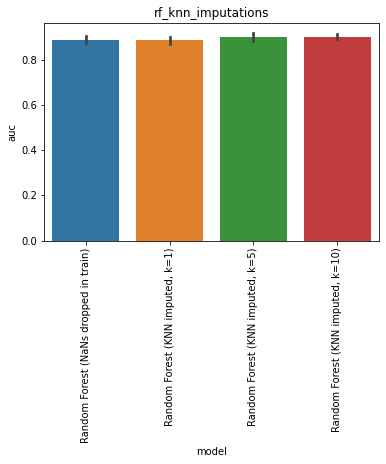 rf_knn_imputations
auc
0.8
0.6
0.4
0.2
0.0
Random Forest (NaNs dropped in train)
Random Forest (KNN imputed, k=1)
Random Forest (KNN imputed, k=5)
Random Forest (KNN imputed, k=10)
model